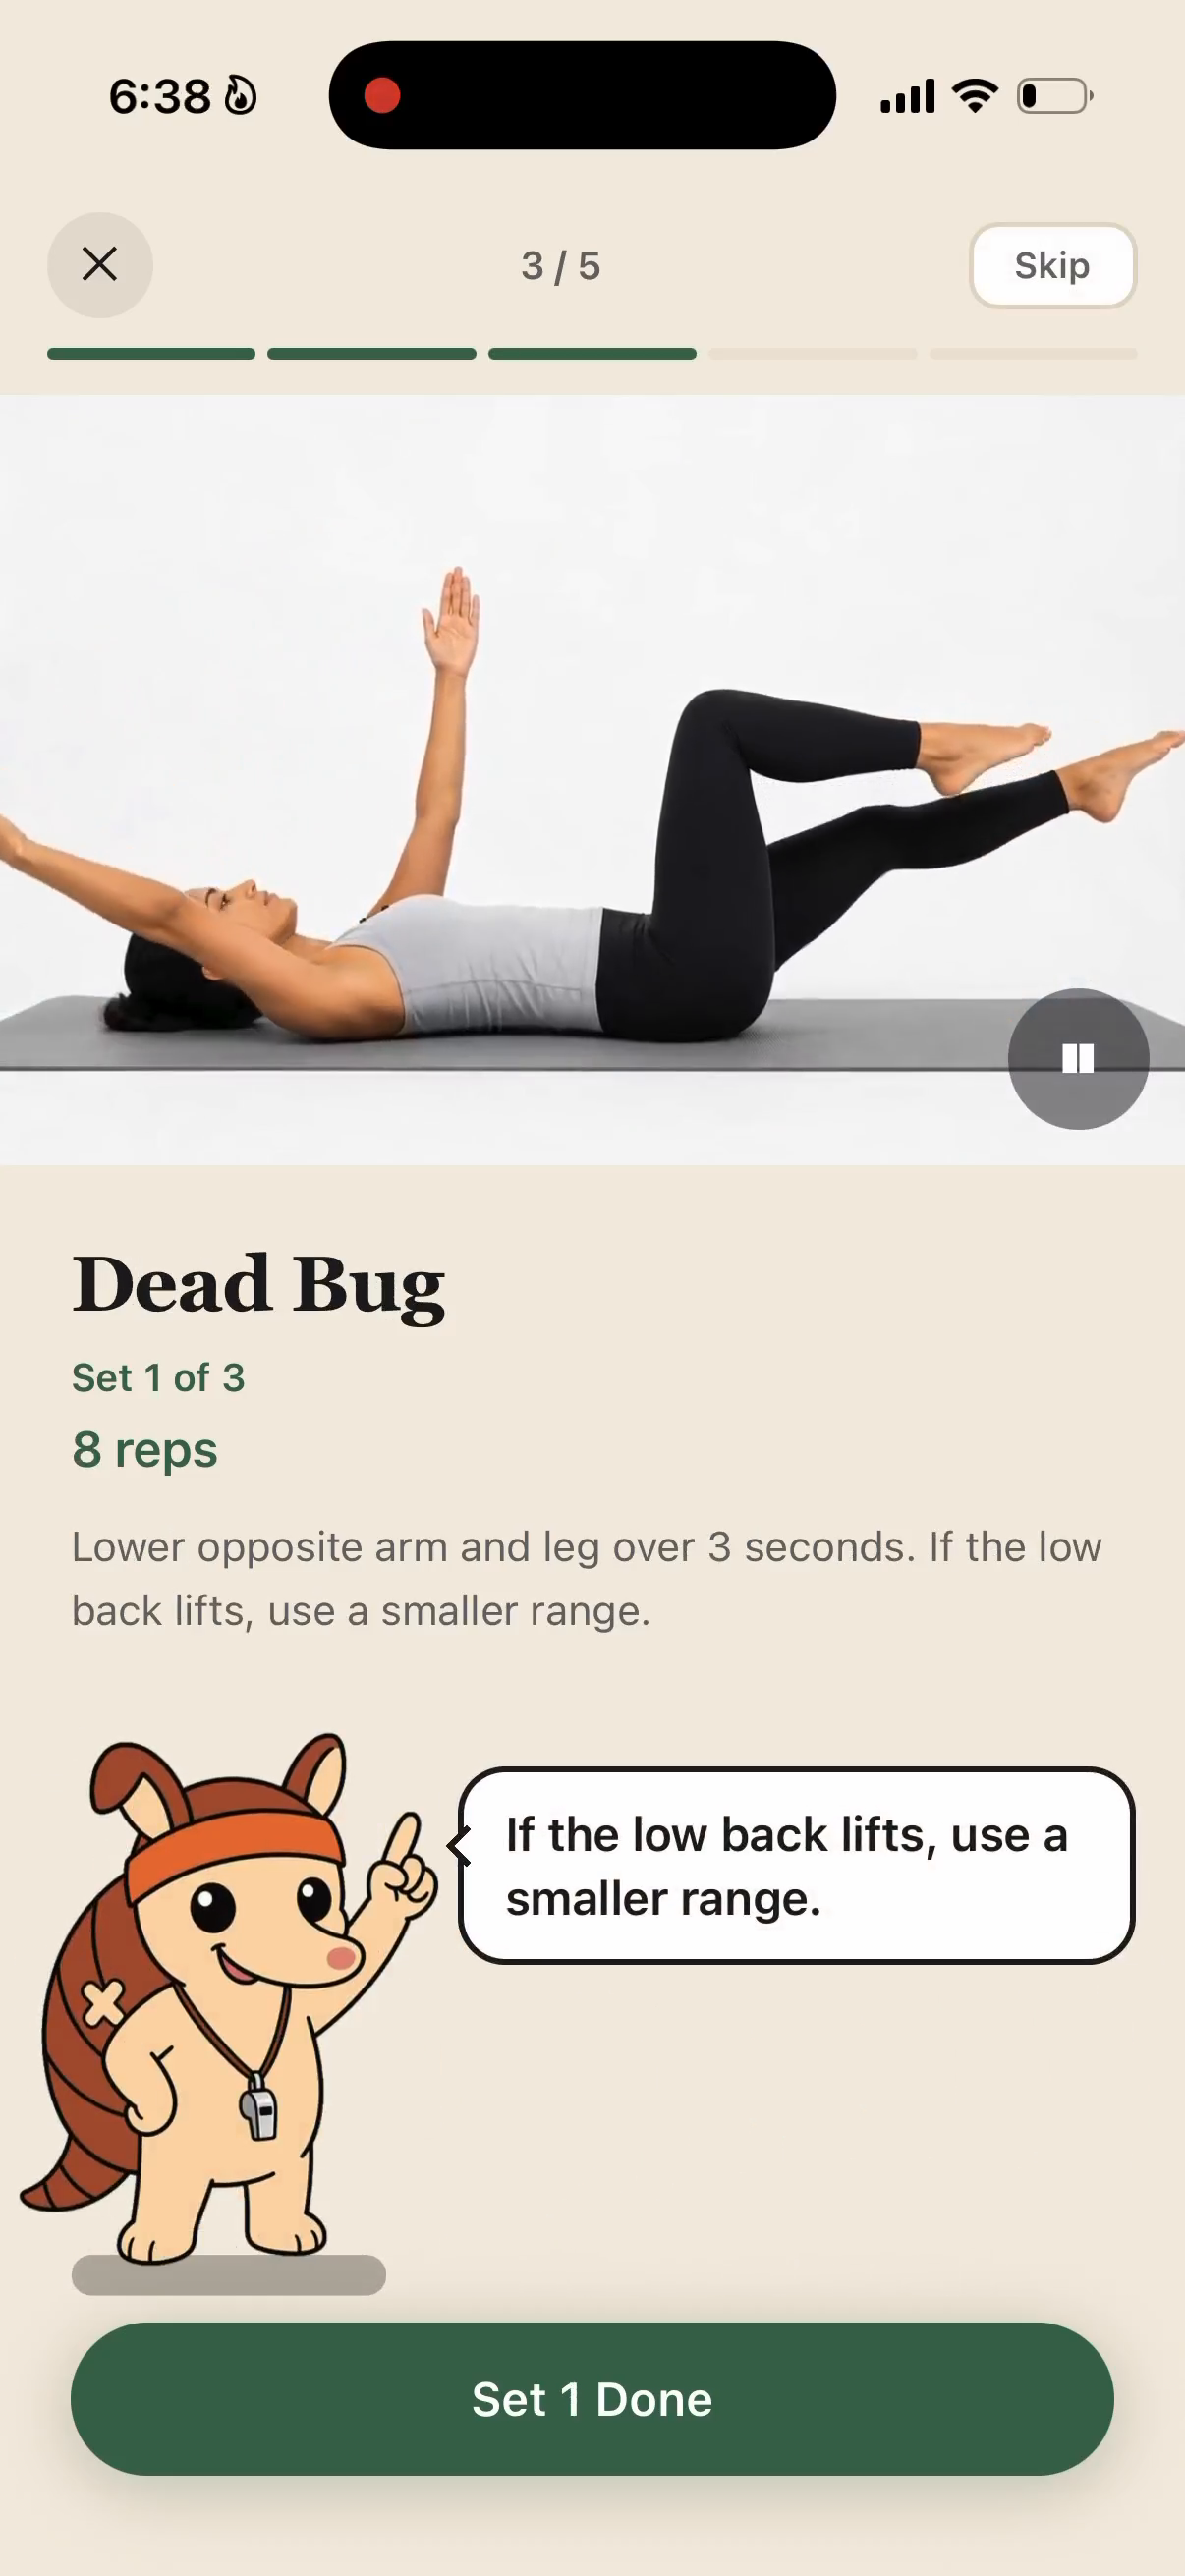 6:38
3 / 5
Skip
Dead Bug
Set 1 of 3
8 reps
Lower opposite arm and leg over 3 seconds. If the low
back lifts, use a smaller range.
If the low back lifts, use a
smaller range.
Set 1 Done